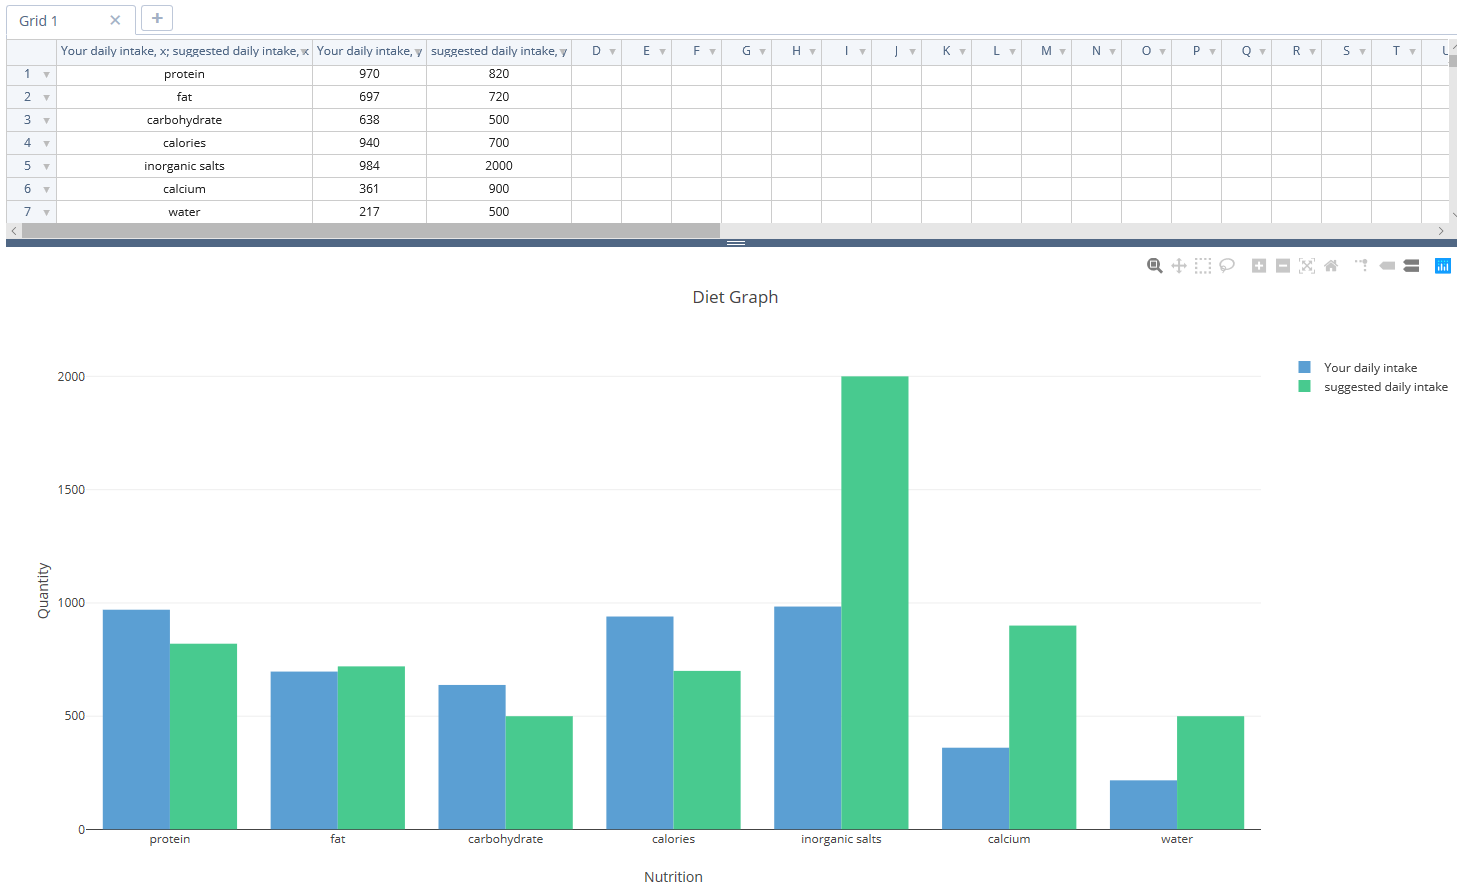 Grid 1
Your daily intake, x; suggested daily intake, x Your daily intake, y suggested daily intake, y D E F G H I J K L M N O P Q R S T U
1 protein 970 820
2 fat 697 720
3 carbohydrate 638 500
4 calories 940 700
5 inorganic salts 984 2000
6 calcium 361 900
7 water 217 500
Diet Graph
Your daily intake
suggested daily intake
2000
1500
1000
500
0
Quantity
protein fat carbohydrate calories inorganic salts calcium water
Nutrition